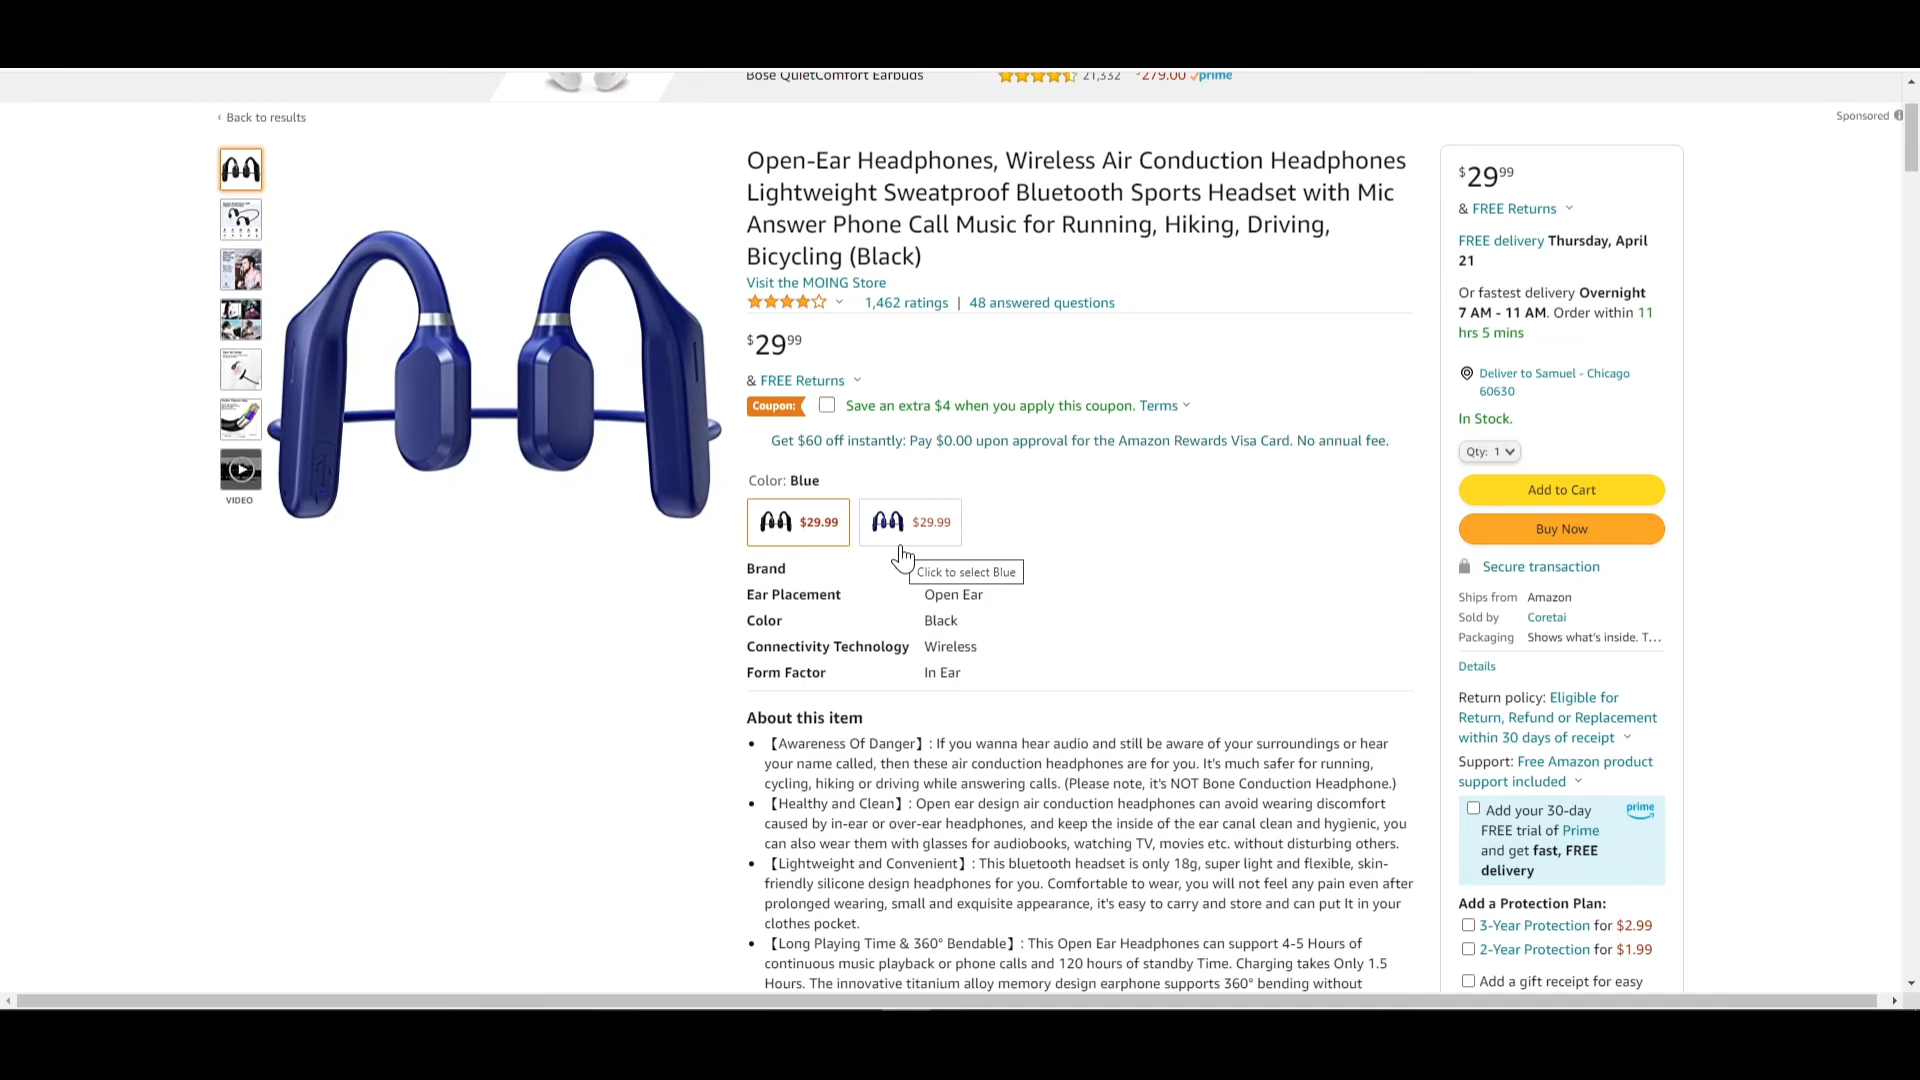 Bose QuietComfort Earbuds
21,332
$279.00 prime
‹ Back to results
Sponsored
Open-Ear Headphones, Wireless Air Conduction Headphones
Lightweight Sweatproof Bluetooth Sports Headset with Mic
Answer Phone Call Music for Running, Hiking, Driving,
Bicycling (Black)
Visit the MOING Store
1,462 ratings | 48 answered questions
$29⁹⁹
& FREE Returns
Coupon: Save an extra $4 when you apply this coupon. Terms
Get $60 off instantly: Pay $0.00 upon approval for the Amazon Rewards Visa Card. No annual fee.
Color: Blue
$29.99
$29.99
Click to select Blue
Brand
Ear Placement Open Ear
Color Black
Connectivity Technology Wireless
Form Factor In Ear
About this item
• 【Awareness Of Danger】: If you wanna hear audio and still be aware of your surroundings or hear
your name called, then these air conduction headphones are for you. It's much safer for running,
cycling, hiking or driving while answering calls. (Please note, it's NOT Bone Conduction Headphone.)
• 【Healthy and Clean】: Open ear design air conduction headphones can avoid wearing discomfort
caused by in-ear or over-ear headphones, and keep the inside of the ear canal clean and hygienic, you
can also wear them with glasses for audiobooks, watching TV, movies etc. without disturbing others.
• 【Lightweight and Convenient】: This bluetooth headset is only 18g, super light and flexible, skin-
friendly silicone design headphones for you. Comfortable to wear, you will not feel any pain even after
prolonged wearing, small and exquisite appearance, it's easy to carry and store and can put It in your
clothes pocket.
• 【Long Playing Time & 360° Bendable】: This Open Ear Headphones can support 4-5 Hours of
continuous music playback or phone calls and 120 hours of standby Time. Charging takes Only 1.5
Hours. The innovative titanium alloy memory design earphone supports 360° bending without
VIDEO
$29⁹⁹
& FREE Returns
FREE delivery Thursday, April
21
Or fastest delivery Overnight
7 AM - 11 AM. Order within 11
hrs 5 mins
Deliver to Samuel - Chicago
60630
In Stock.
Qty: 1
Add to Cart
Buy Now
Secure transaction
Ships from Amazon
Sold by Coretai
Packaging Shows what's inside. T...
Details
Return policy: Eligible for
Return, Refund or Replacement
within 30 days of receipt
Support: Free Amazon product
support included
Add your 30-day
prime
FREE trial of Prime
and get fast, FREE
delivery
Add a Protection Plan:
3-Year Protection for $2.99
2-Year Protection for $1.99
Add a gift receipt for easy